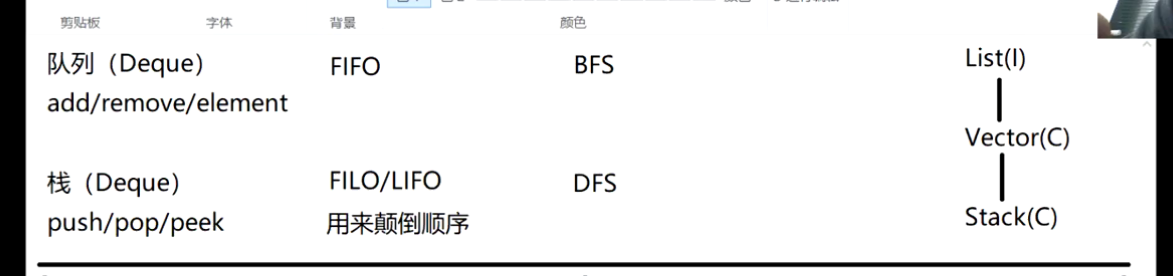 剪贴板 字体 背景 颜色
队列（Deque） FIFO BFS List(I)
add/remove/element
Vector(C)
栈（Deque） FILO/LIFO DFS
push/pop/peek 用来颠倒顺序 Stack(C)